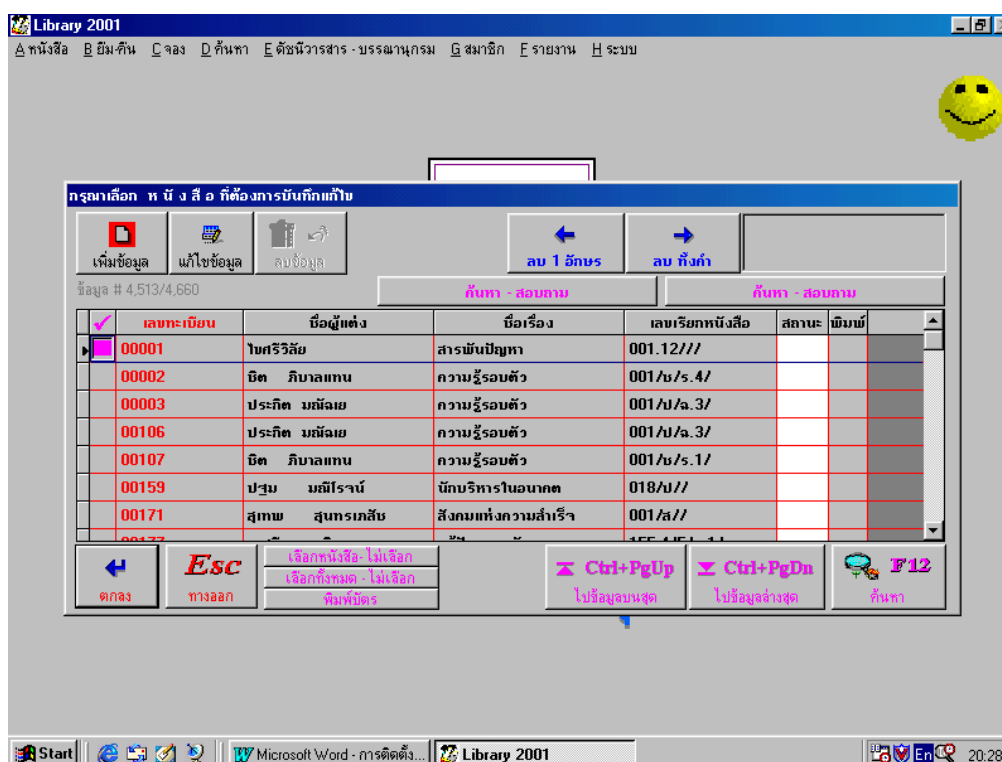 Library 2001
A หนังสือ B ยืม-คืน C จอง D ค้นหา E ดัชนีวารสาร - บรรณานุกรม G สมาชิก F รายงาน H ระบบ
กรุณาเลือก ห นั ง สื อ ที่ต้องการบันทึกแก้ไข
เพิ่มข้อมูล แก้ไขข้อมูล ลบข้อมูล ลบ 1 อักษร ลบ ทิ้งคำ
ข้อมูล # 4,513/4,660 ค้นหา - สอบถาม ค้นหา - สอบถาม
เลขทะเบียน ชื่อผู้แต่ง ชื่อเรื่อง เลขเรียกหนังสือ สถานะ พิมพ์
00001 ไขศรีวิลัย สารพันปัญหา 001.12///
00002 ชิต ภิบาลแทน ความรู้รอบตัว 001/ช/ร.4/
00003 ประกิต มณัฉย ความรู้รอบตัว 001/ป/ฉ.3/
00106 ประกิต มณัฉย ความรู้รอบตัว 001/ป/ฉ.3/
00107 ชิต ภิบาลแทน ความรู้รอบตัว 001/ช/ร.1/
00159 ปฐม มณีโรจน์ นักบริหารในอนาคต 018/ป//
00171 สุเทพ สุนทรเภสัช สังคมแห่งความสำเร็จ 001/ส//
ตกลง Esc ทางออก
เลือกหนังสือ- ไม่เลือก
เลือกทั้งหมด - ไม่เลือก
พิมพ์บัตร
Ctrl+PgUp ไปข้อมูลบนสุด Ctrl+PgDn ไปข้อมูลล่างสุด F12 ค้นหา
Start Microsoft Word - การติดตั้ง... Library 2001 En 20:28